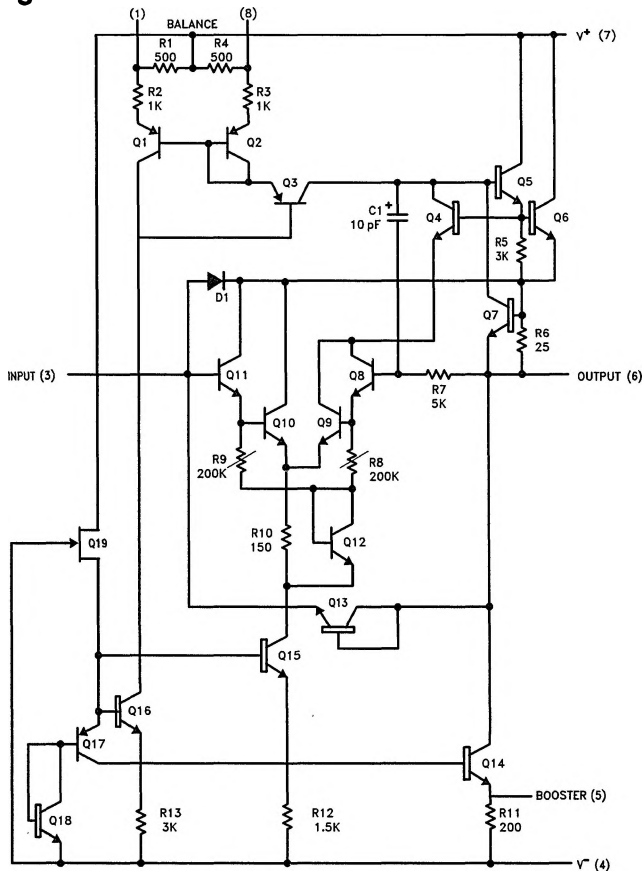 (1)
BALANCE
(8)
V+ (7)
R1
500
R4
500
R2
1K
R3
1K
Q1
Q2
Q3
C1
+
10 pF
Q4
Q5
Q6
R5
3K
D1
Q7
R6
25
INPUT (3)
Q11
Q8
OUTPUT (6)
R7
5K
Q10
Q9
R9
200K
R8
200K
Q19
R10
150
Q12
Q13
Q15
Q16
Q17
Q14
BOOSTER (5)
Q18
R13
3K
R12
1.5K
R11
200
V− (4)